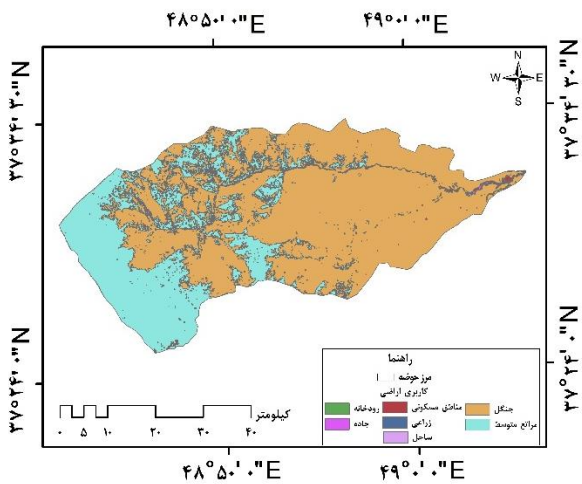 ۴۸°۵۰'۰"E ۴۹°۰'۰"E
N
W E
S
۳۷°۳۴'۳۰"N
۳۷°۳۴'۳۰"N
۳۷°۲۴'۰"N
۳۷°۲۴'۰"N
راهنما
مرز حوضه
کاربری اراضی
جنگل مناطق مسکونی رودخانه
مراتع متوسط زراعی جاده
ساحل
کیلومتر
۰ ۵ ۱۰ ۲۰ ۳۰ ۴۰
۴۸°۵۰'۰"E ۴۹°۰'۰"E